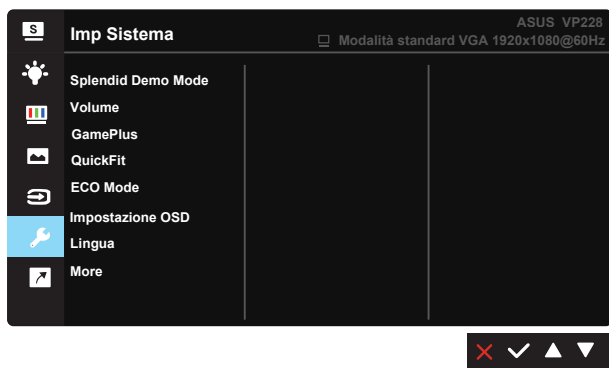 S
Imp Sistema
ASUS VP228
Modalità standard VGA 1920x1080@60Hz
Splendid Demo Mode
Volume
GamePlus
QuickFit
ECO Mode
Impostazione OSD
Lingua
More